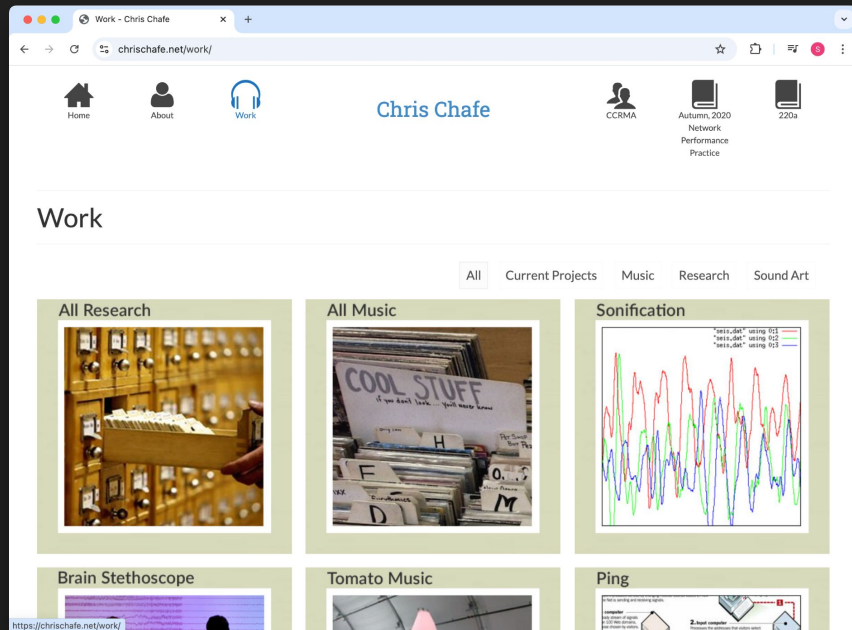 Work - Chris Chafe
chrischafe.net/work/
S
Home
About
Work
Chris Chafe
CCRMA
Autumn, 2020
Network
Performance
Practice
220a
Work
All
Current Projects
Music
Research
Sound Art
All Research
All Music
Sonification
COOL STUFF
if you don't look... you'll never know
H
F
D
O.
M
"seis.dat" using 0:1
"seis.dat" using 0:2
"seis.dat" using 0:3
Brain Stethoscope
Tomato Music
Ping
computer
2. Input computer
1
https://chrischafe.net/work/